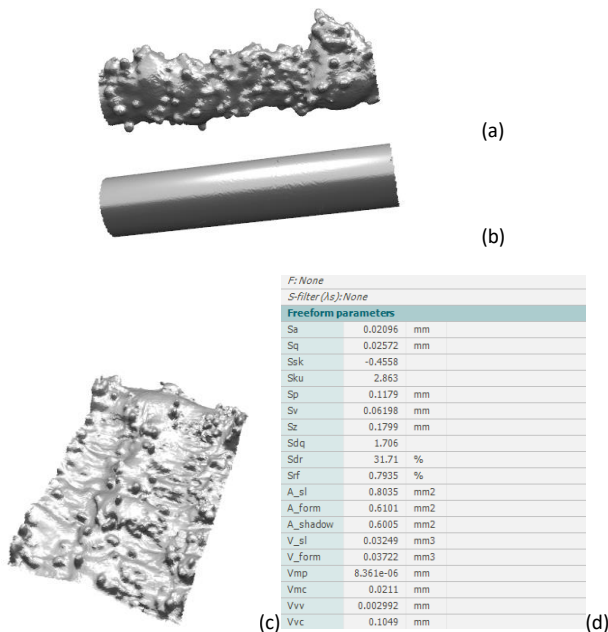 (a)
(b)
F: None
S-filter (λs): None
Freeform parameters
Sa 0.02096 mm
Sq 0.02572 mm
Ssk -0.4558
Sku 2.863
Sp 0.1179 mm
Sv 0.06198 mm
Sz 0.1799 mm
Sdq 1.706
Sdr 31.71 %
Srf 0.7935 %
A_sl 0.8035 mm2
A_form 0.6101 mm2
A_shadow 0.6005 mm2
V_sl 0.03249 mm3
V_form 0.03722 mm3
Vmp 8.361e-06 mm
Vmc 0.0211 mm
Vvv 0.002992 mm
Vvc 0.1049 mm
(c)
(d)